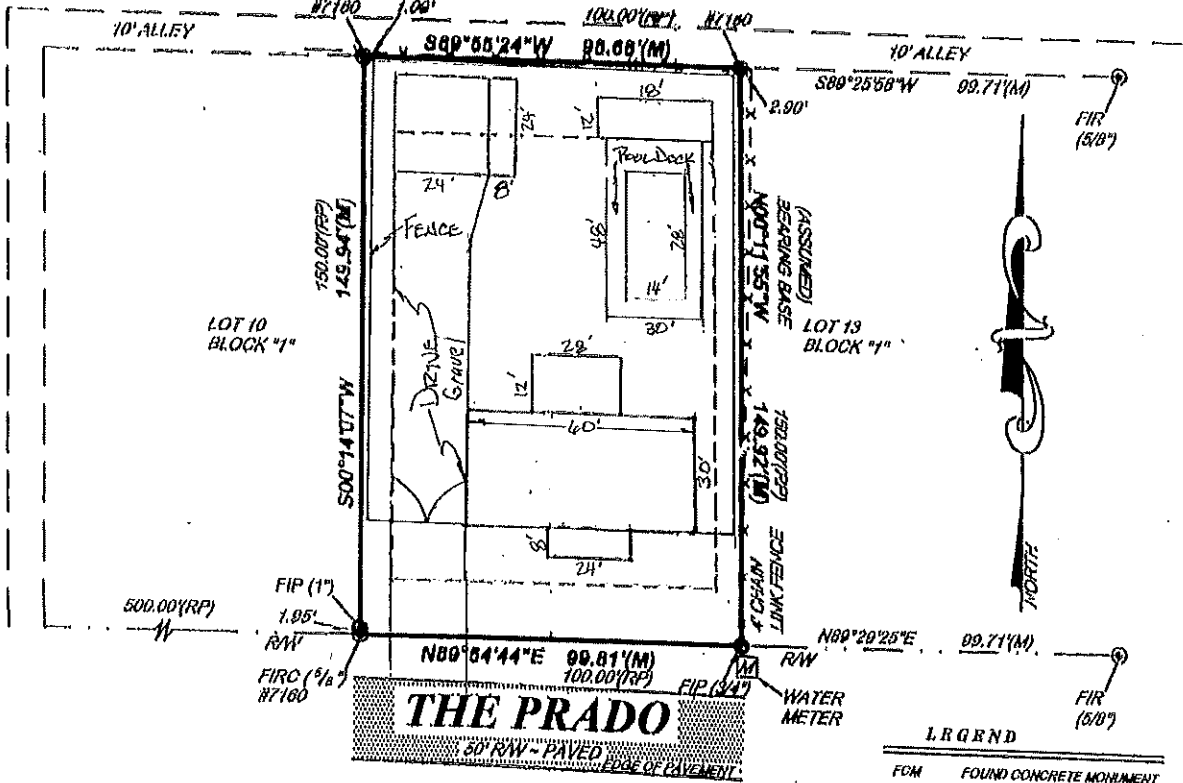 #7160
1.00'
100.00'(RP)
#7160
10' ALLEY
10' ALLEY
S89°55'24"W 98.66'(M)
S89°25'58"W 99.71'(M)
2.90'
FIR
(5/8")
18'
12'
24'
Pool Deck
24'
8'
FENCE
48'
28'
14'
30'
150.00'(RP)
149.94'(M)
S00°14'07"W
(ASSUMED)
BEARING BASE
N00°11'55"W
150.00'(RP)
149.92'(M)
LOT 10
BLOCK "1"
LOT 13
BLOCK "1"
DRIVE
Gravel
28'
12'
40'
30'
8'
24'
4' CHAIN
LINK FENCE
NORTH
FIP (1")
500.00'(RP)
1.95'
R/W
N89°54'44"E 99.81'(M)
100.00'(RP)
R/W
N89°29'25"E 99.71'(M)
FIRC (5/8")
#7160
FIP (3/4")
M
WATER
METER
FIR
(5/8")
THE PRADO
50' R/W ~ PAVED
EDGE OF PAVEMENT
LEGEND
FCM FOUND CONCRETE MONUMENT